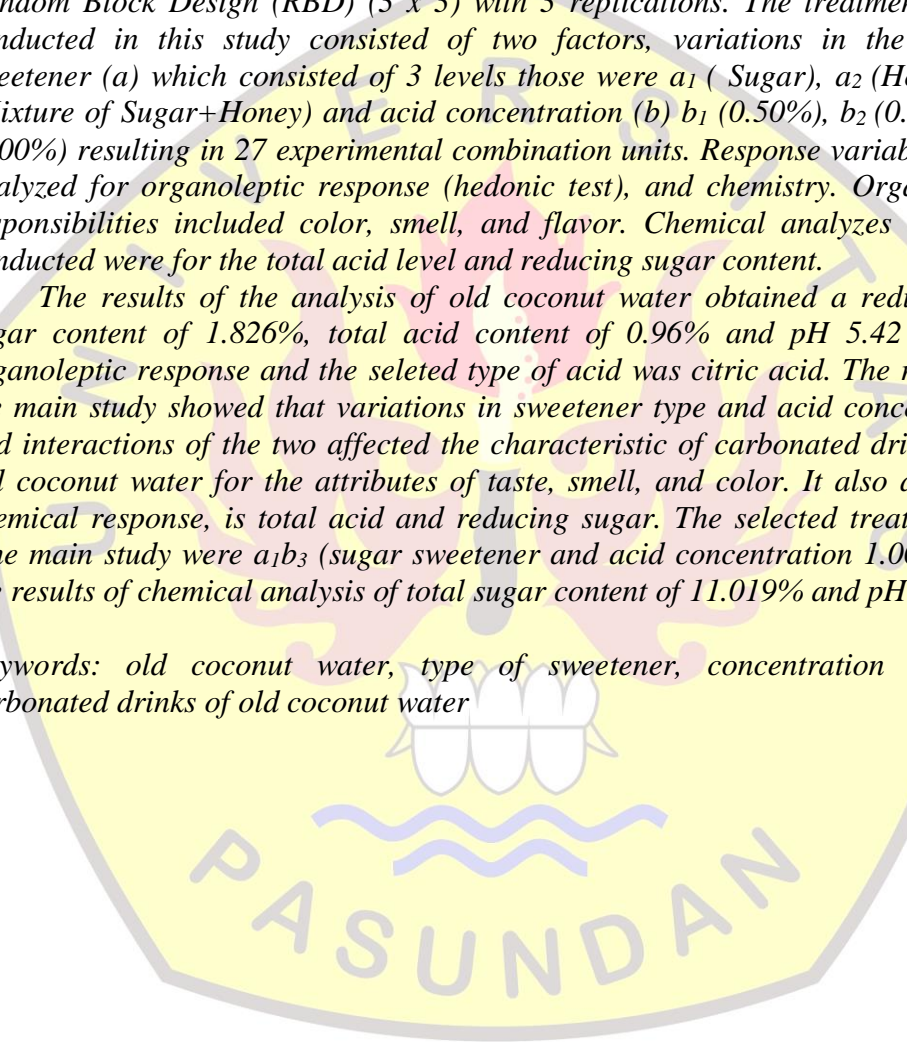 ndom Block Design (RBD) (3 x 3) with 3 replications. The treatment
nducted in this study consisted of two factors, variations in the
eetener (a) which consisted of 3 levels those were a1 ( Sugar), a2 (Ho
ixture of Sugar+Honey) and acid concentration (b) b1 (0.50%), b2 (0.
00%) resulting in 27 experimental combination units. Response variab
alyzed for organoleptic response (hedonic test), and chemistry. Orga
sponsibilities included color, smell, and flavor. Chemical analyzes
nducted were for the total acid level and reducing sugar content.
The results of the analysis of old coconut water obtained a redu
gar content of 1.826%, total acid content of 0.96% and pH 5.42
ganoleptic response and the seleted type of acid was citric acid. The r
e main study showed that variations in sweetener type and acid conce
d interactions of the two affected the characteristic of carbonated dri
d coconut water for the attributes of taste, smell, and color. It also a
emical response, is total acid and reducing sugar. The selected treat
he main study were a1b3 (sugar sweetener and acid concentration 1.00
e results of chemical analysis of total sugar content of 11.019% and pH
ywords: old coconut water, type of sweetener, concentration
rbonated drinks of old coconut water
UNIVERSITAS
PASUNDAN